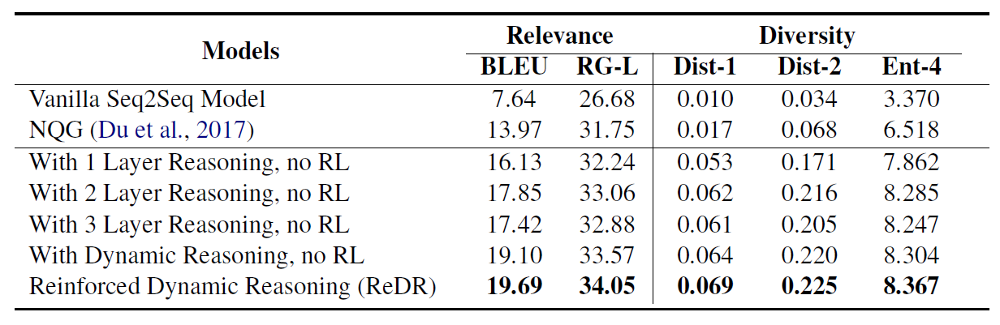 Models Relevance Diversity
BLEU RG-L Dist-1 Dist-2 Ent-4
Vanilla Seq2Seq Model 7.64 26.68 0.010 0.034 3.370
NQG (Du et al., 2017) 13.97 31.75 0.017 0.068 6.518
With 1 Layer Reasoning, no RL 16.13 32.24 0.053 0.171 7.862
With 2 Layer Reasoning, no RL 17.85 33.06 0.062 0.216 8.285
With 3 Layer Reasoning, no RL 17.42 32.88 0.061 0.205 8.247
With Dynamic Reasoning, no RL 19.10 33.57 0.064 0.220 8.304
Reinforced Dynamic Reasoning (ReDR) 19.69 34.05 0.069 0.225 8.367